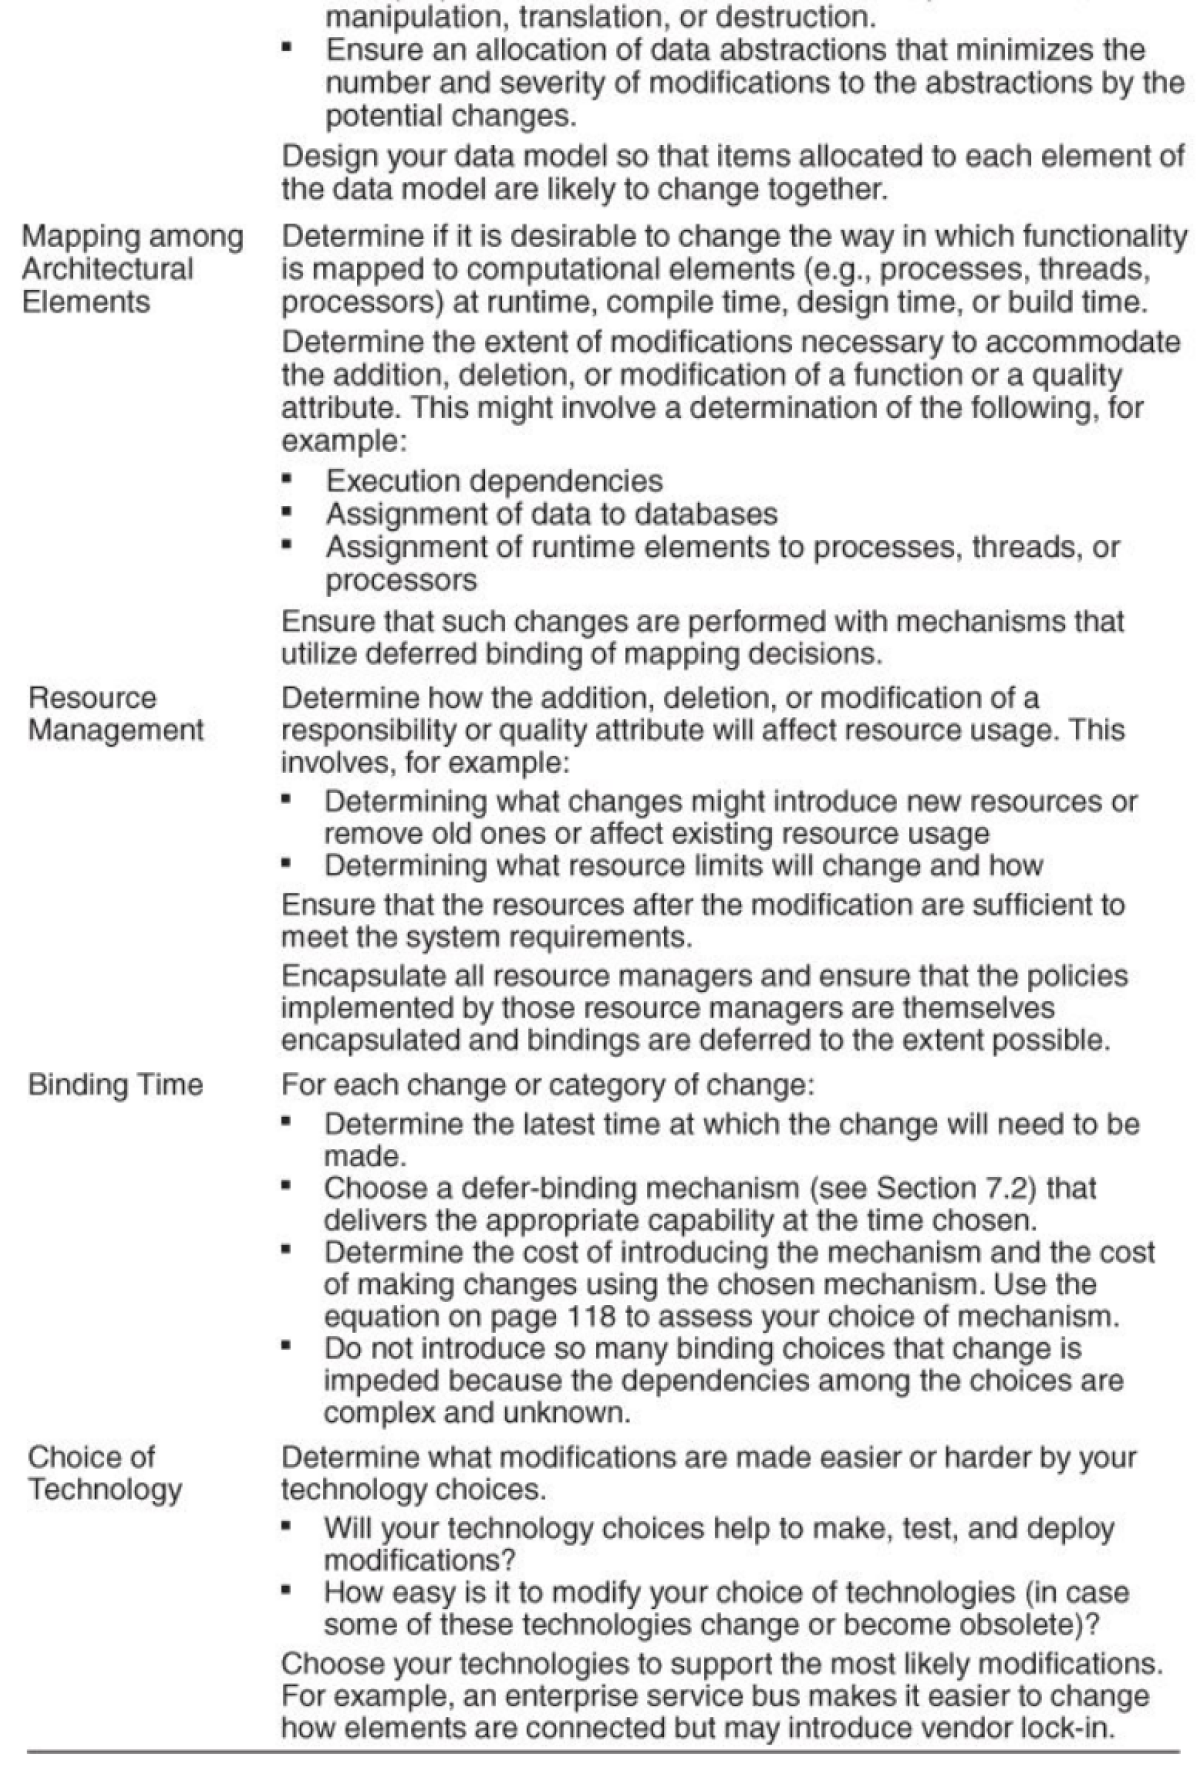 manipulation, translation, or destruction.
▪ Ensure an allocation of data abstractions that minimizes the
number and severity of modifications to the abstractions by the
potential changes.
Design your data model so that items allocated to each element of
the data model are likely to change together.
Mapping among
Architectural
Elements
Determine if it is desirable to change the way in which functionality
is mapped to computational elements (e.g., processes, threads,
processors) at runtime, compile time, design time, or build time.
Determine the extent of modifications necessary to accommodate
the addition, deletion, or modification of a function or a quality
attribute. This might involve a determination of the following, for
example:
▪ Execution dependencies
▪ Assignment of data to databases
▪ Assignment of runtime elements to processes, threads, or
processors
Ensure that such changes are performed with mechanisms that
utilize deferred binding of mapping decisions.
Resource
Management
Determine how the addition, deletion, or modification of a
responsibility or quality attribute will affect resource usage. This
involves, for example:
▪ Determining what changes might introduce new resources or
remove old ones or affect existing resource usage
▪ Determining what resource limits will change and how
Ensure that the resources after the modification are sufficient to
meet the system requirements.
Encapsulate all resource managers and ensure that the policies
implemented by those resource managers are themselves
encapsulated and bindings are deferred to the extent possible.
Binding Time
For each change or category of change:
▪ Determine the latest time at which the change will need to be
made.
▪ Choose a defer-binding mechanism (see Section 7.2) that
delivers the appropriate capability at the time chosen.
▪ Determine the cost of introducing the mechanism and the cost
of making changes using the chosen mechanism. Use the
equation on page 118 to assess your choice of mechanism.
▪ Do not introduce so many binding choices that change is
impeded because the dependencies among the choices are
complex and unknown.
Choice of
Technology
Determine what modifications are made easier or harder by your
technology choices.
▪ Will your technology choices help to make, test, and deploy
modifications?
▪ How easy is it to modify your choice of technologies (in case
some of these technologies change or become obsolete)?
Choose your technologies to support the most likely modifications.
For example, an enterprise service bus makes it easier to change
how elements are connected but may introduce vendor lock-in.